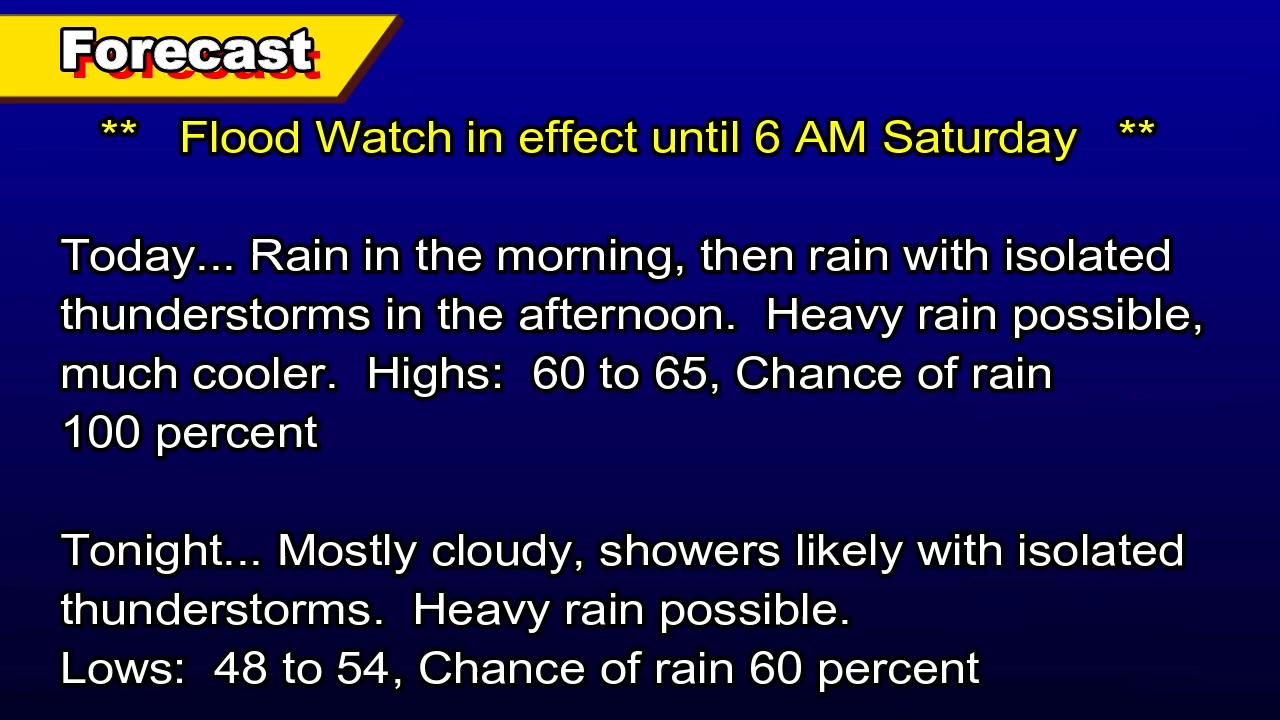 Forecast
**   Flood Watch in effect until 6 AM Saturday   **
Today... Rain in the morning, then rain with isolated
thunderstorms in the afternoon.  Heavy rain possible,
much cooler.  Highs:  60 to 65, Chance of rain
100 percent
Tonight... Mostly cloudy, showers likely with isolated
thunderstorms.  Heavy rain possible.
Lows:  48 to 54, Chance of rain 60 percent